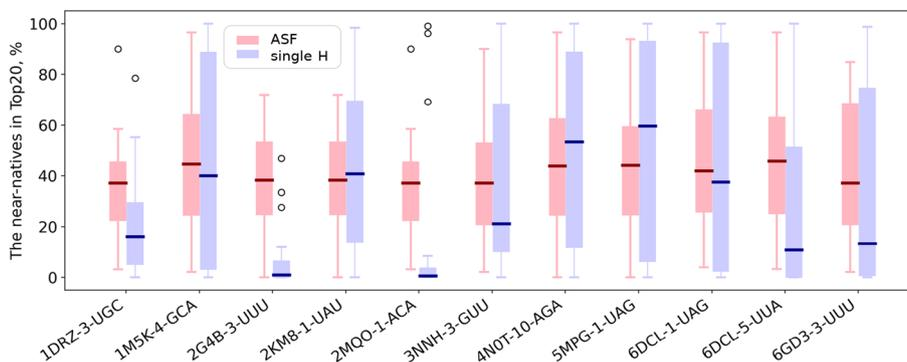 The near-natives in Top20, %
100
80
60
40
20
0
ASF
single H
1DRZ-3-UGC
1M5K-4-GCA
2G4B-3-UUU
2KM8-1-UAU
2MQO-1-ACA
3NNH-3-GUU
4N0T-10-AGA
5MPG-1-UAG
6DCL-1-UAG
6DCL-5-UUA
6GD3-3-UUU